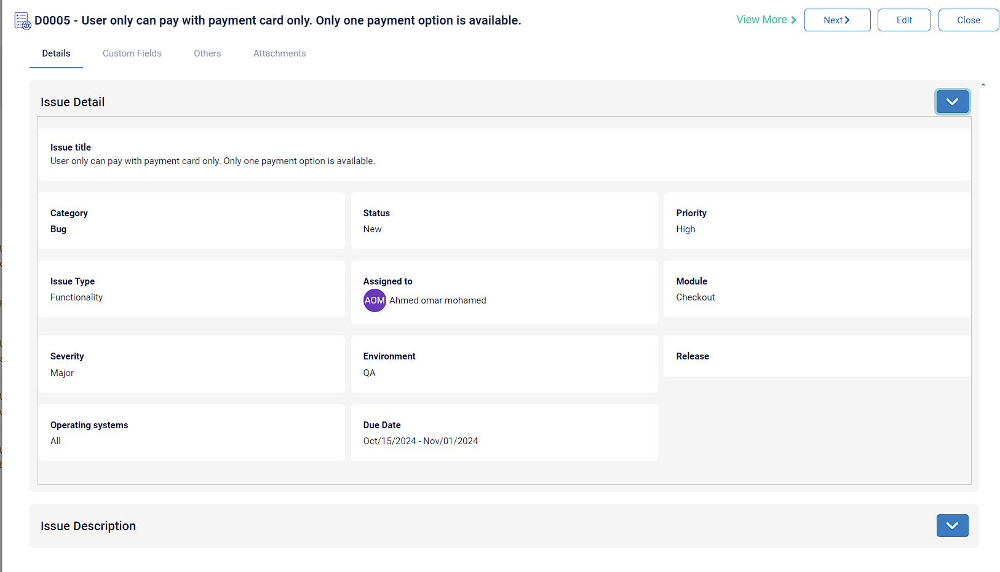 D0005 - User only can pay with payment card only. Only one payment option is available.
View More
Next
Edit
Close
Details
Custom Fields
Others
Attachments
Issue Detail
Issue title
User only can pay with payment card only. Only one payment option is available.
Category
Bug
Status
New
Priority
High
Issue Type
Functionality
Assigned to
AOM Ahmed omar mohamed
Module
Checkout
Severity
Major
Environment
QA
Release
Operating systems
All
Due Date
Oct/15/2024 - Nov/01/2024
Issue Description